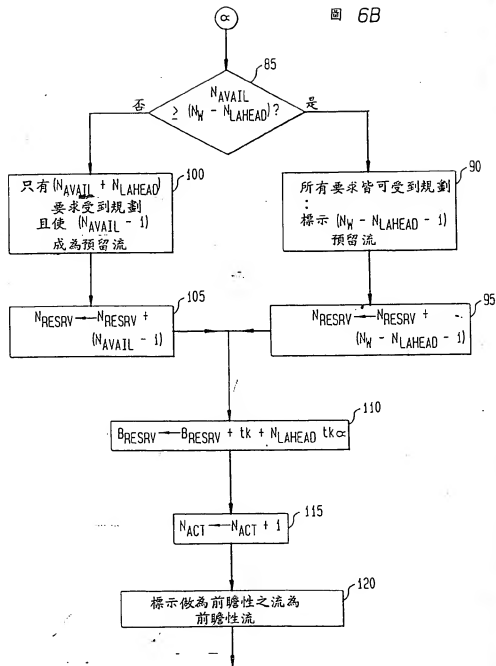 圖 6B
∝
85
N_AVAIL
≥ (N_W − N_LAHEAD)?
否
是
100
只有(N_AVAIL + N_LAHEAD)
要求受到規劃
且使 (N_AVAIL − 1)
成為預留流
90
所有要求皆可受到規劃
:
標示 (N_W − N_LAHEAD − 1)
預留流
105
N_RESRV ← N_RESRV +
(N_AVAIL − 1)
95
N_RESRV ← N_RESRV +
(N_W − N_LAHEAD − 1)
110
B_RESRV ← B_RESRV + tk + N_LAHEAD tk∝
115
N_ACT ← N_ACT + 1
120
標示做為前瞻性之流為
前瞻性流